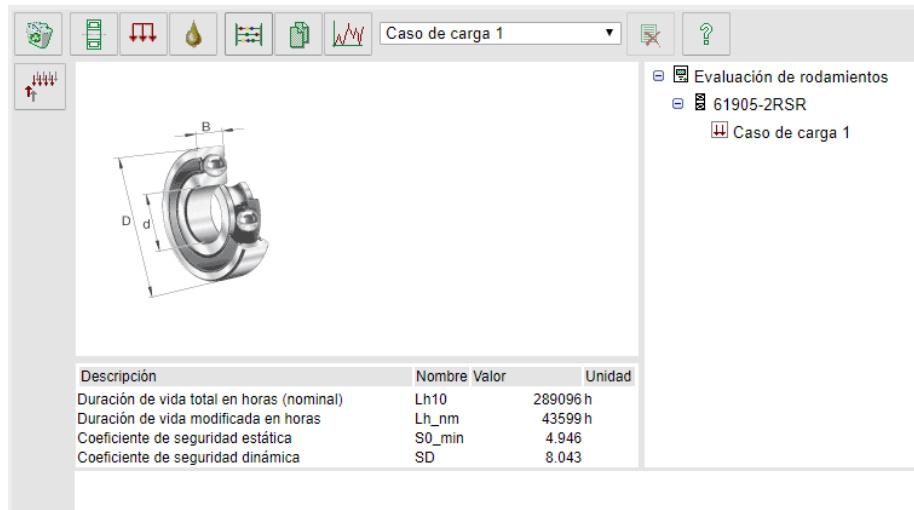 Caso de carga 1
Evaluación de rodamientos
61905-2RSR
Caso de carga 1
B
D
d
Descripción Nombre Valor Unidad
Duración de vida total en horas (nominal) Lh10 289096 h
Duración de vida modificada en horas Lh_nm 43599 h
Coeficiente de seguridad estática S0_min 4.946
Coeficiente de seguridad dinámica SD 8.043